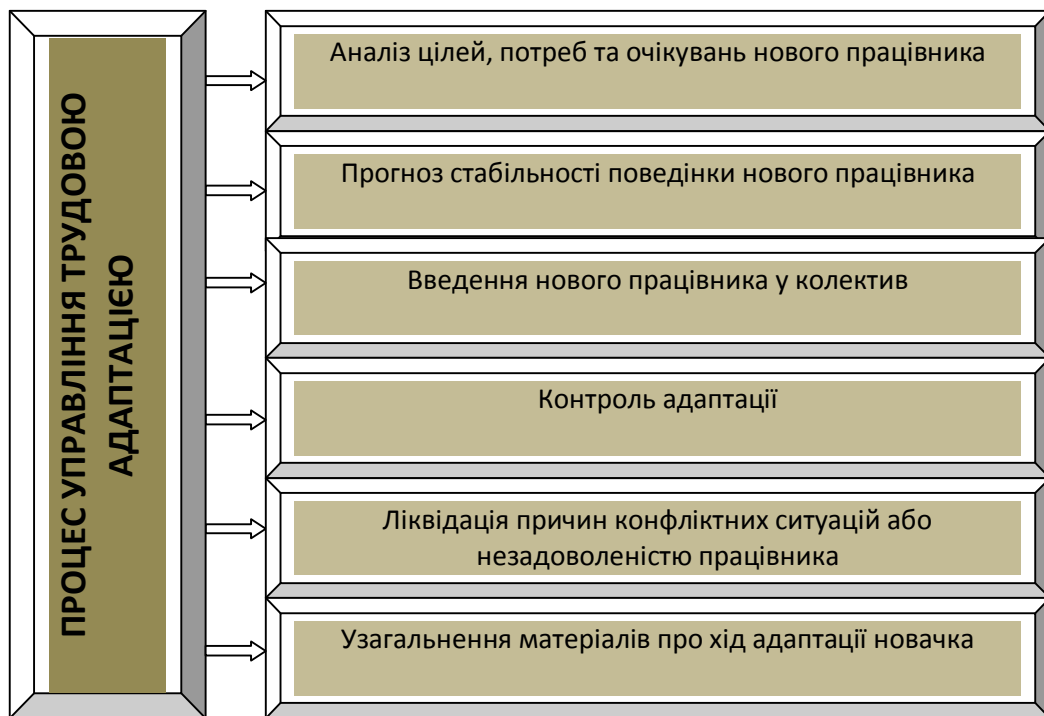 ПРОЦЕС УПРАВЛІННЯ ТРУДОВОЮ
АДАПТАЦІЄЮ
Аналіз цілей, потреб та очікувань нового працівника
Прогноз стабільності поведінки нового працівника
Введення нового працівника у колектив
Контроль адаптації
Ліквідація причин конфліктних ситуацій або
незадоволеністю працівника
Узагальнення матеріалів про хід адаптації новачка